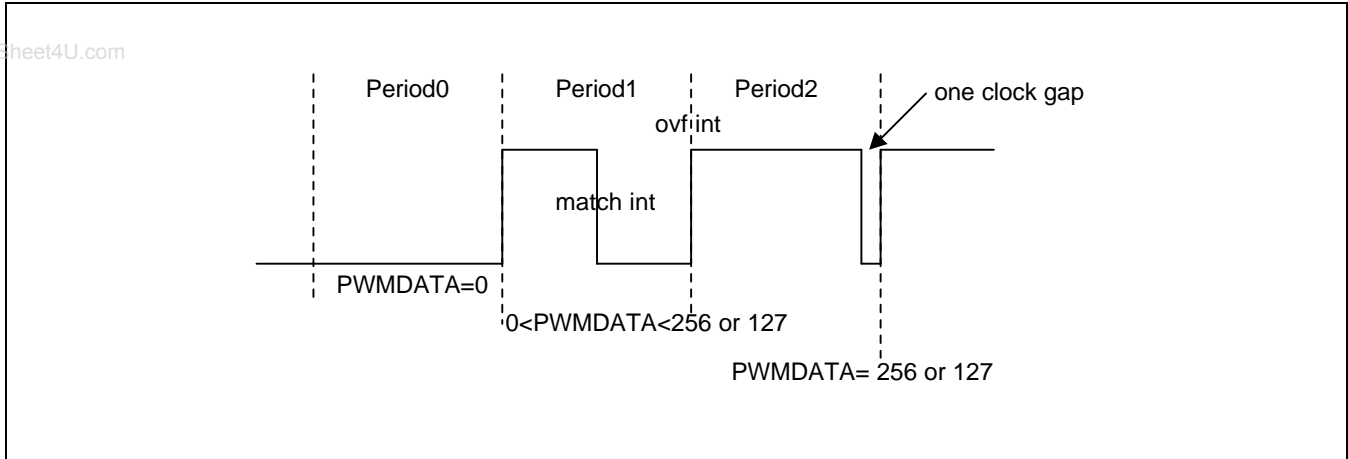 Sheet4U.com
Period0 Period1 Period2 one clock gap
ovf int
match int
PWMDATA=0
0<PWMDATA<256 or 127
PWMDATA= 256 or 127